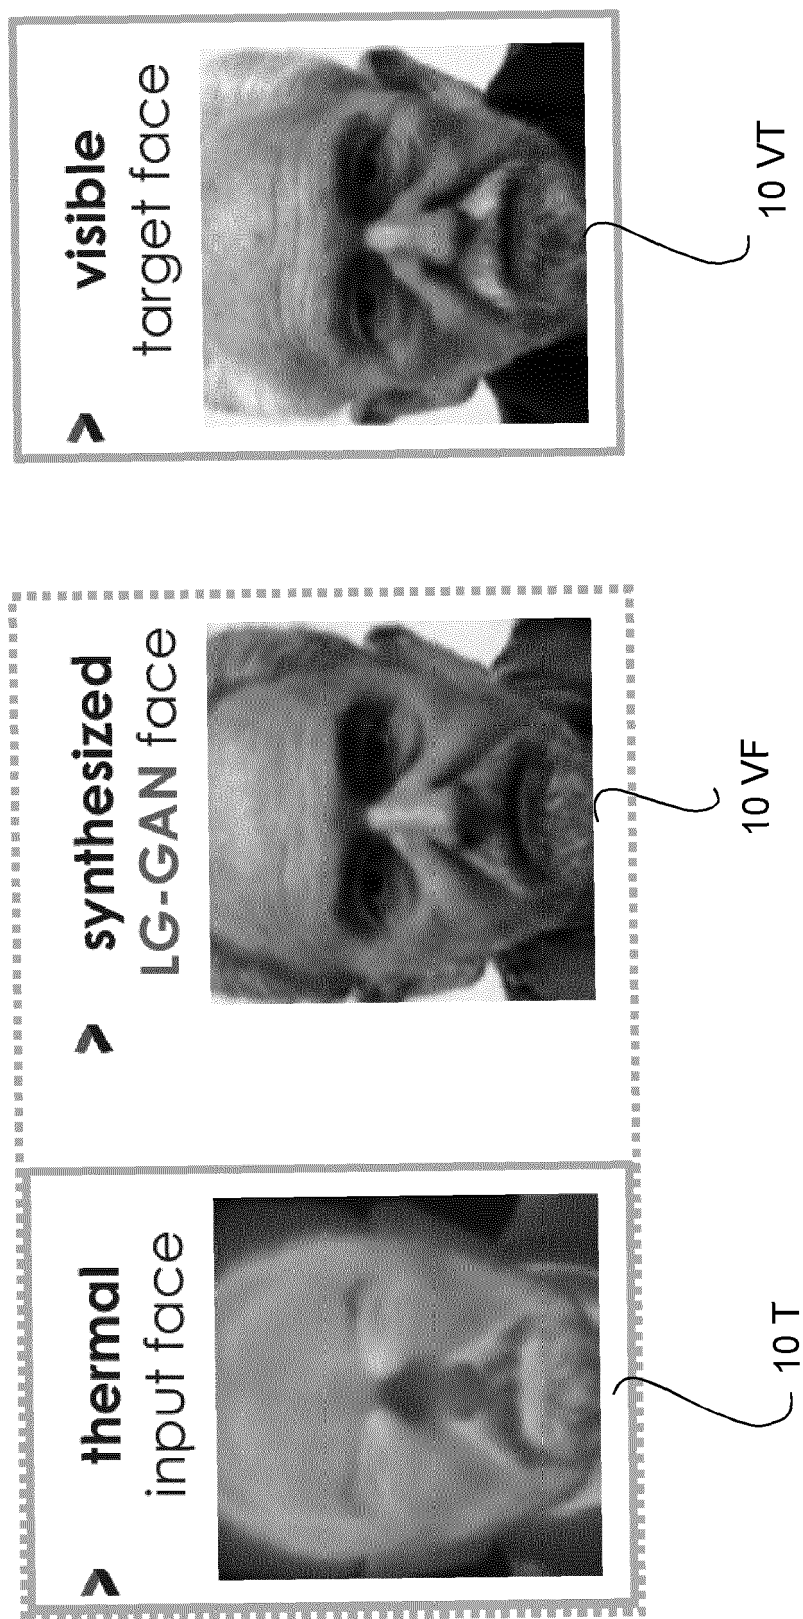 > thermal
input face
10 T
> synthesized
LG-GAN face
10 VF
> visible
target face
10 VT